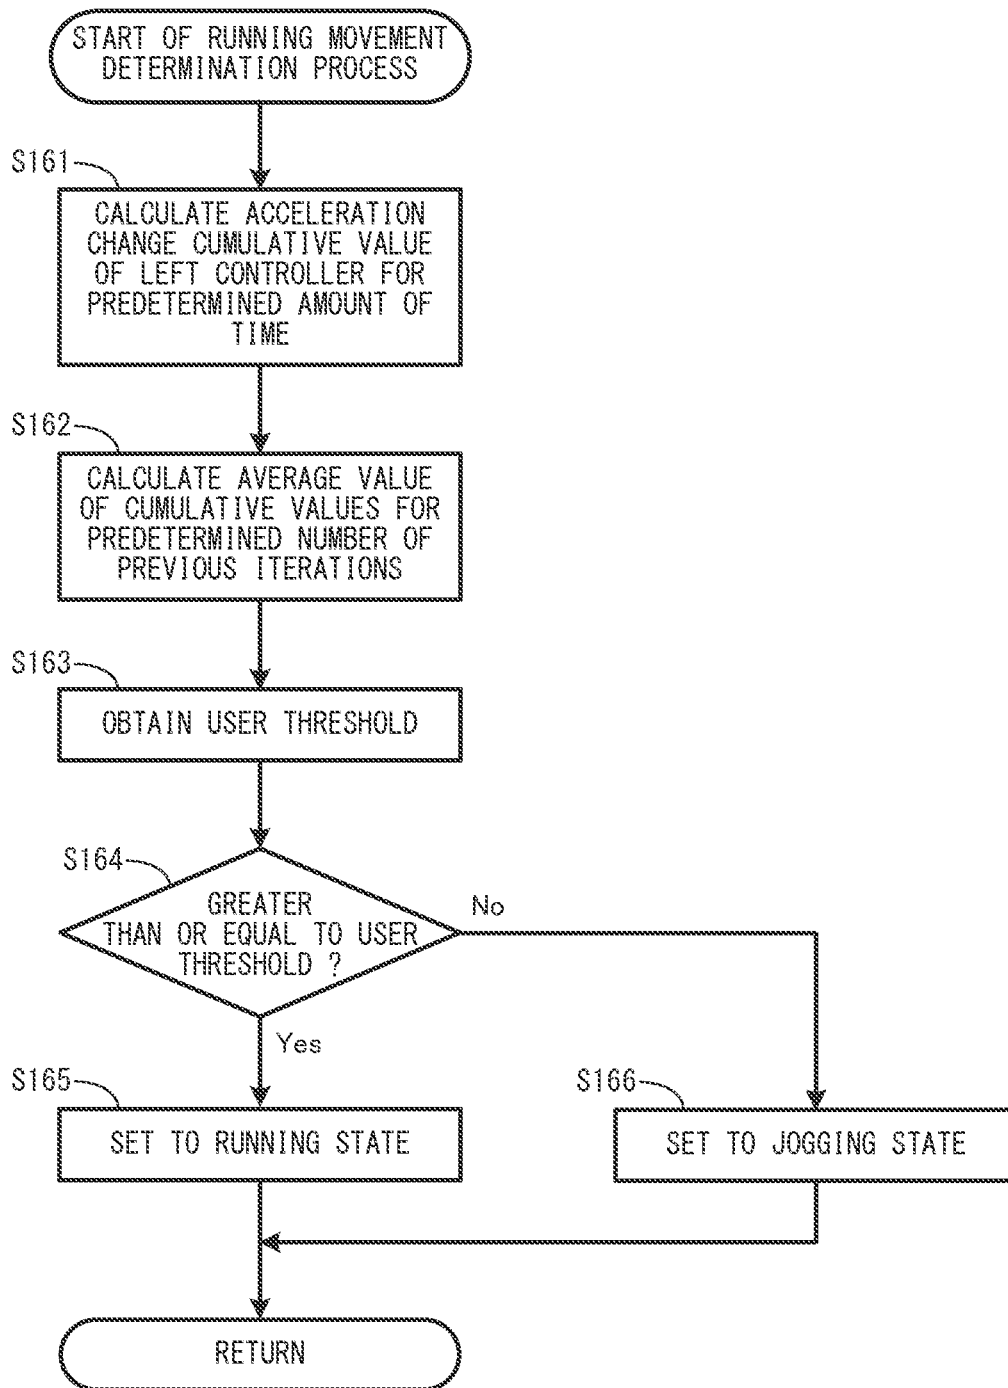 START OF RUNNING MOVEMENT
DETERMINATION PROCESS
S161
CALCULATE ACCELERATION
CHANGE CUMULATIVE VALUE
OF LEFT CONTROLLER FOR
PREDETERMINED AMOUNT OF
TIME
S162
CALCULATE AVERAGE VALUE
OF CUMULATIVE VALUES FOR
PREDETERMINED NUMBER OF
PREVIOUS ITERATIONS
S163
OBTAIN USER THRESHOLD
S164
GREATER
THAN OR EQUAL TO USER
THRESHOLD ?
No
Yes
S165
SET TO RUNNING STATE
S166
SET TO JOGGING STATE
RETURN